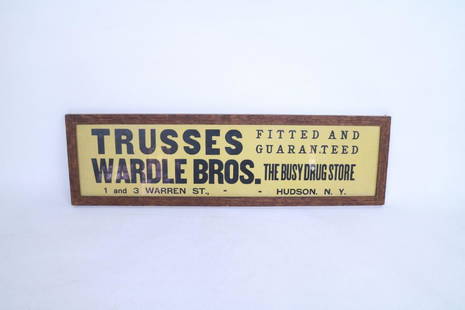 TRUSSES FITTED AND GUARANTEED
WARDLE BROS. THE BUSY DRUG STORE
1 and 3 WARREN ST., - - HUDSON, N. Y.